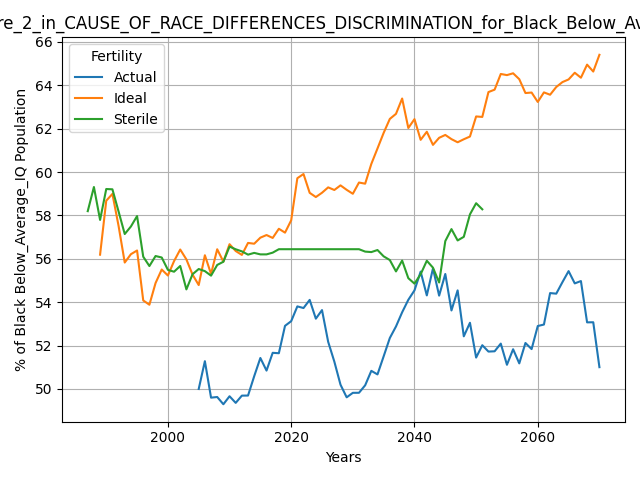 re_2_in_CAUSE_OF_RACE_DIFFERENCES_DISCRIMINATION_for_Black_Below_Av
66
64
62
60
58
56
54
52
50
% of Black Below_Average_IQ Population
Fertility
Actual
Ideal
Sterile
2000
2020
2040
2060
Years